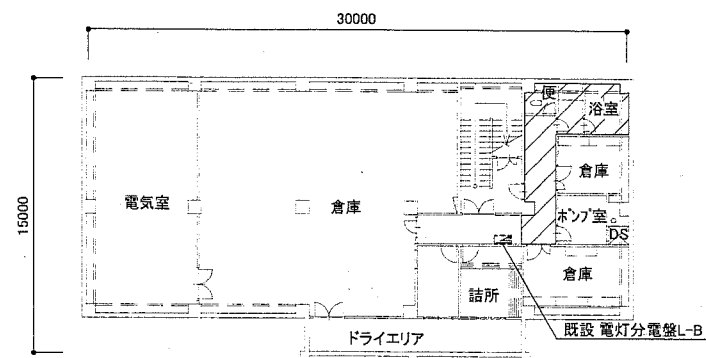 30000
15000
便
浴室
倉庫
電気室
倉庫
ポンプ室
DS
倉庫
詰所
既設 電灯分電盤L-B
ドライエリア